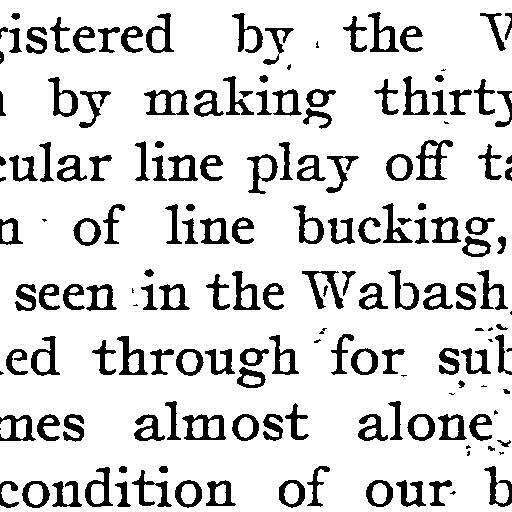 gistered by the W
by making thirty
cular line play off ta
n of line bucking,
seen in the Wabash
ed through for sub
mes almost alone
condition of our b